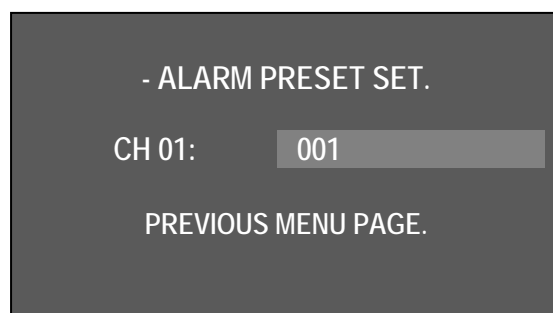 - ALARM PRESET SET.
CH 01: 001
PREVIOUS MENU PAGE.